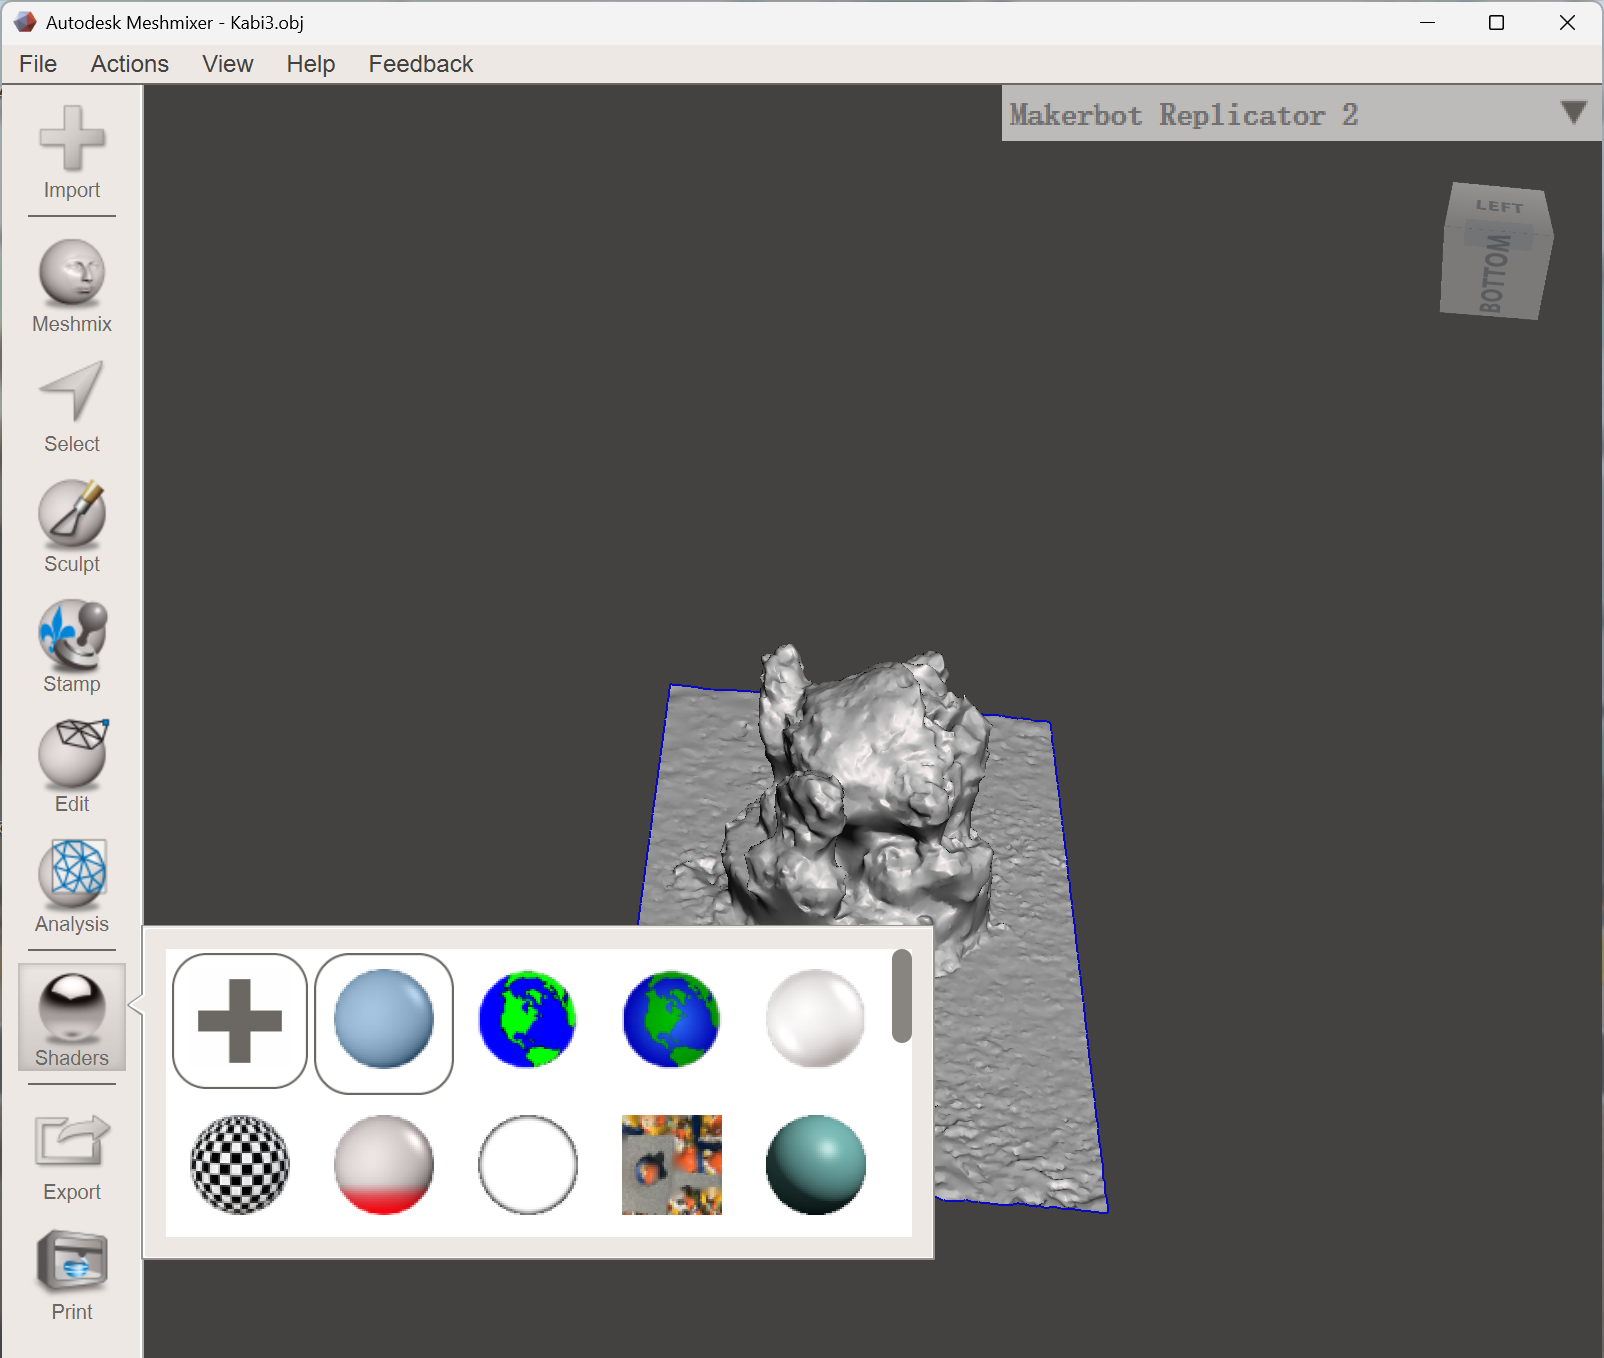 Autodesk Meshmixer - Kabi3.obj
File Actions View Help Feedback
Makerbot Replicator 2
LEFT
BOTTOM
Import
Meshmix
Select
Sculpt
Stamp
Edit
Analysis
Shaders
Export
Print